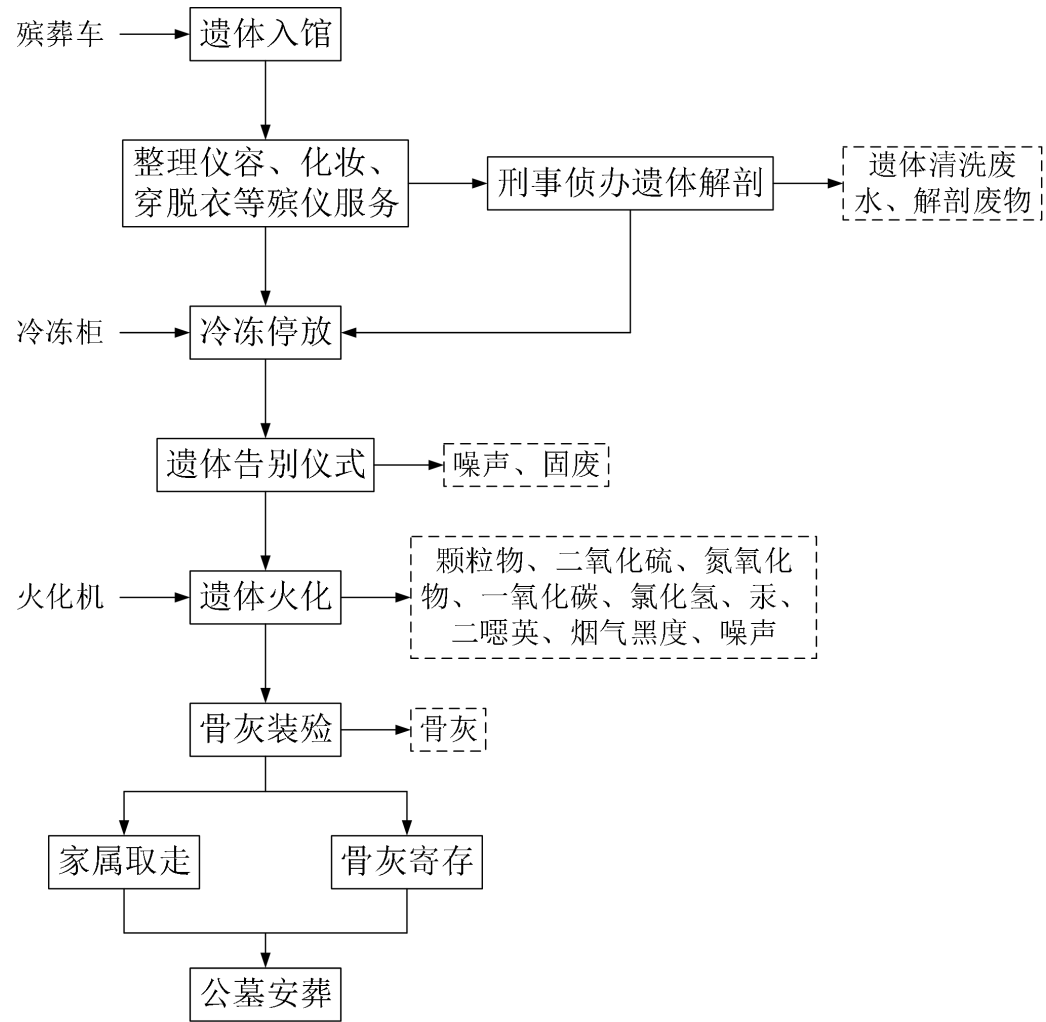 殡葬车
遗体入馆
整理仪容、化妆、
穿脱衣等殡仪服务
刑事侦办遗体解剖
遗体清洗废
水、解剖废物
冷冻柜
冷冻停放
遗体告别仪式
噪声、固废
火化机
遗体火化
颗粒物、二氧化硫、氮氧化
物、一氧化碳、氯化氢、汞、
二噁英、烟气黑度、噪声
骨灰装殓
骨灰
家属取走
骨灰寄存
公墓安葬